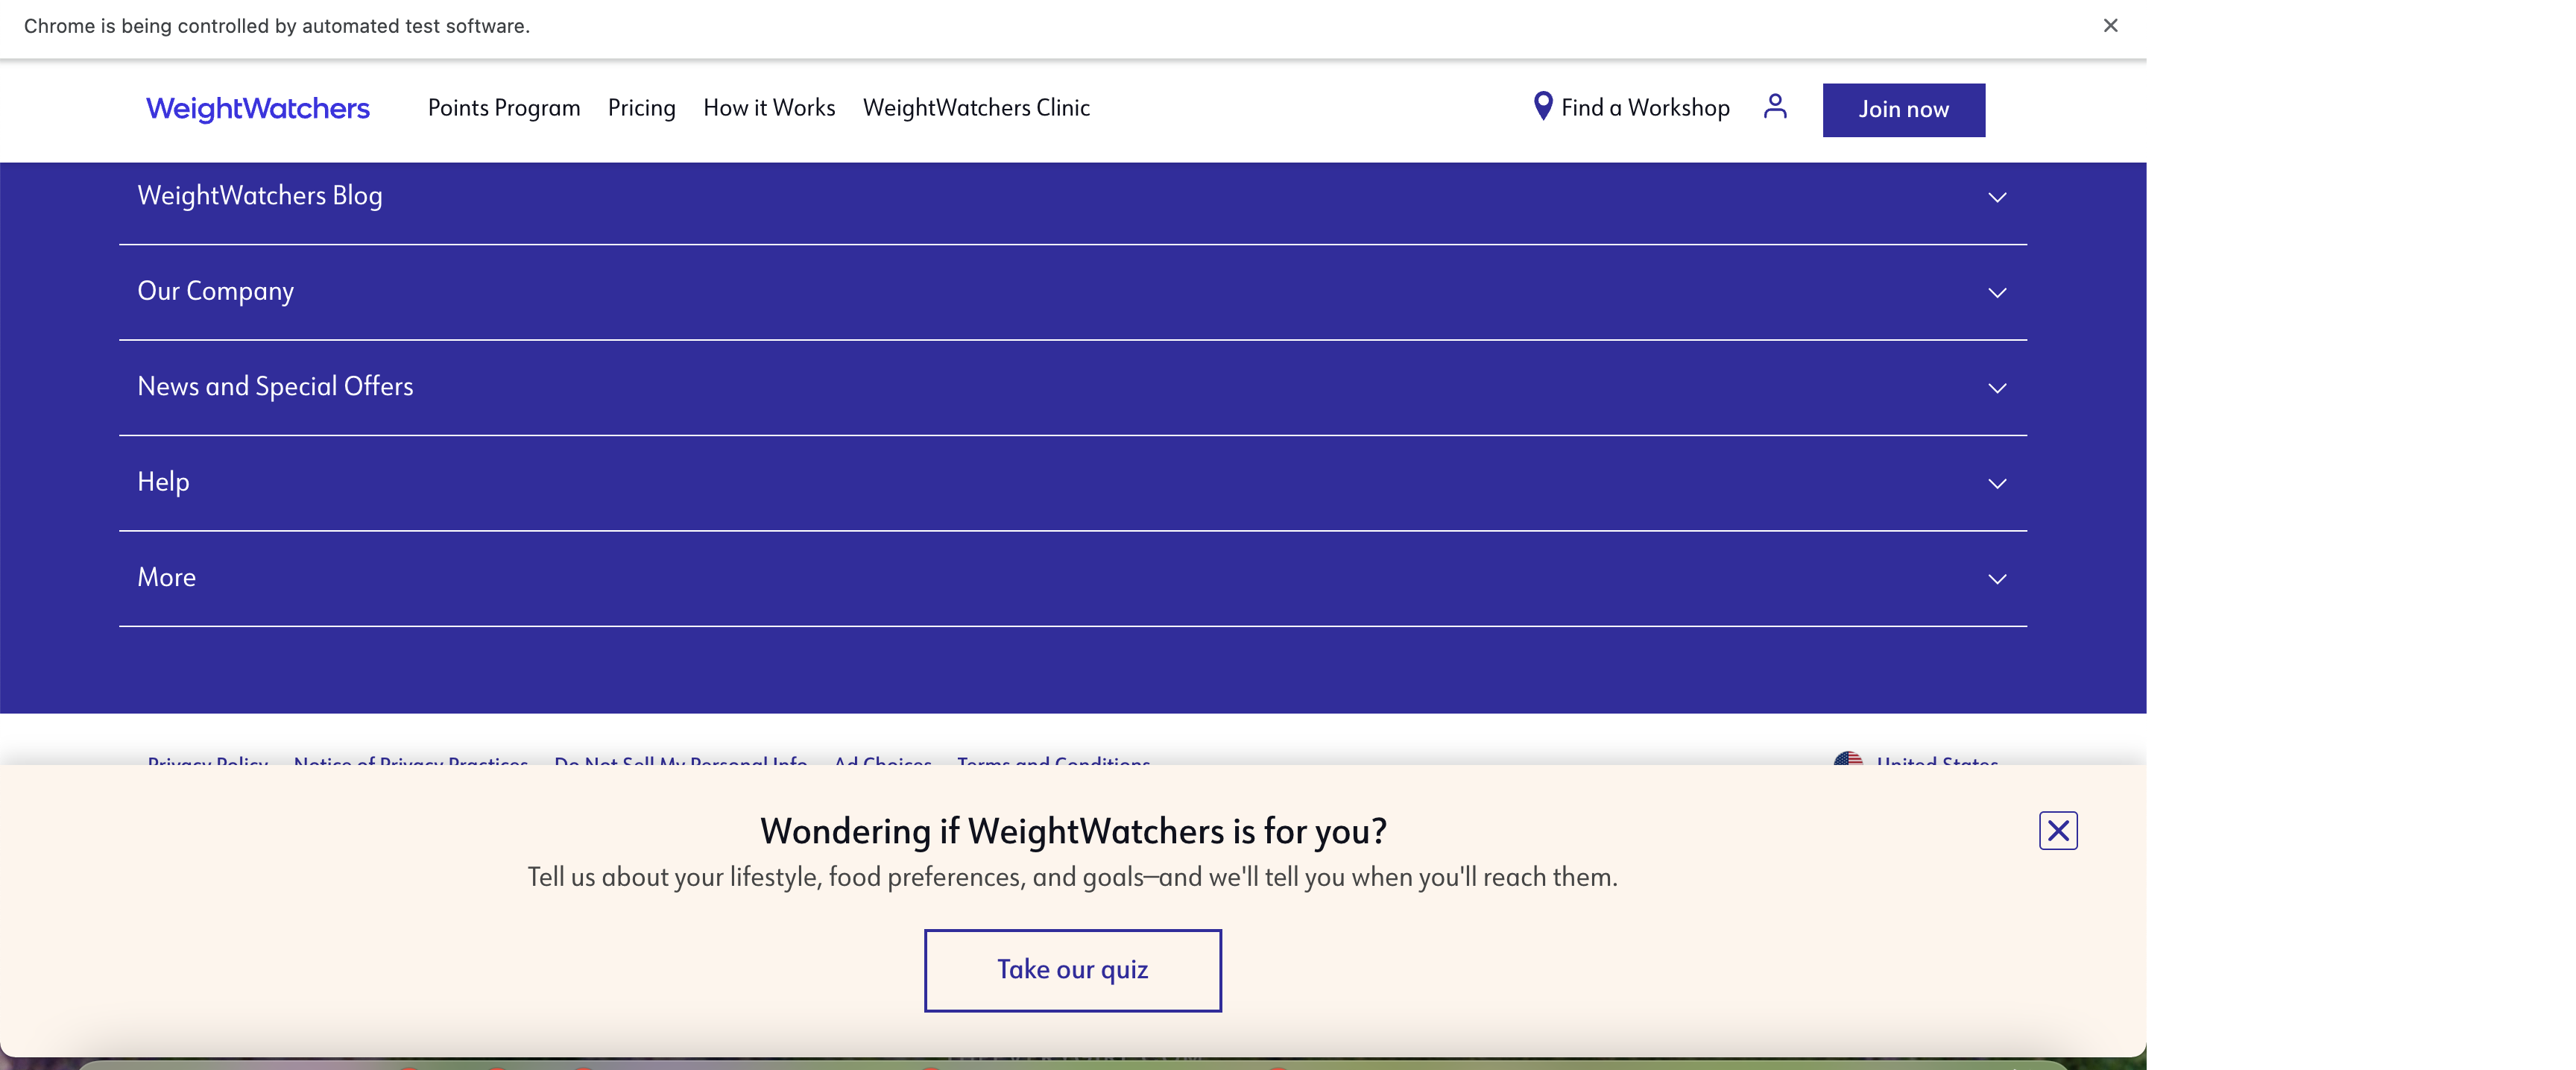 Chrome is being controlled by automated test software.
WeightWatchers Points Program Pricing How it Works WeightWatchers Clinic Find a Workshop Join now
WeightWatchers Blog
Our Company
News and Special Offers
Help
More
Privacy Policy Notice of Privacy Practices Do Not Sell My Personal Info Ad Choices Terms and Conditions United States
Wondering if WeightWatchers is for you?
Tell us about your lifestyle, food preferences, and goals—and we'll tell you when you'll reach them.
Take our quiz